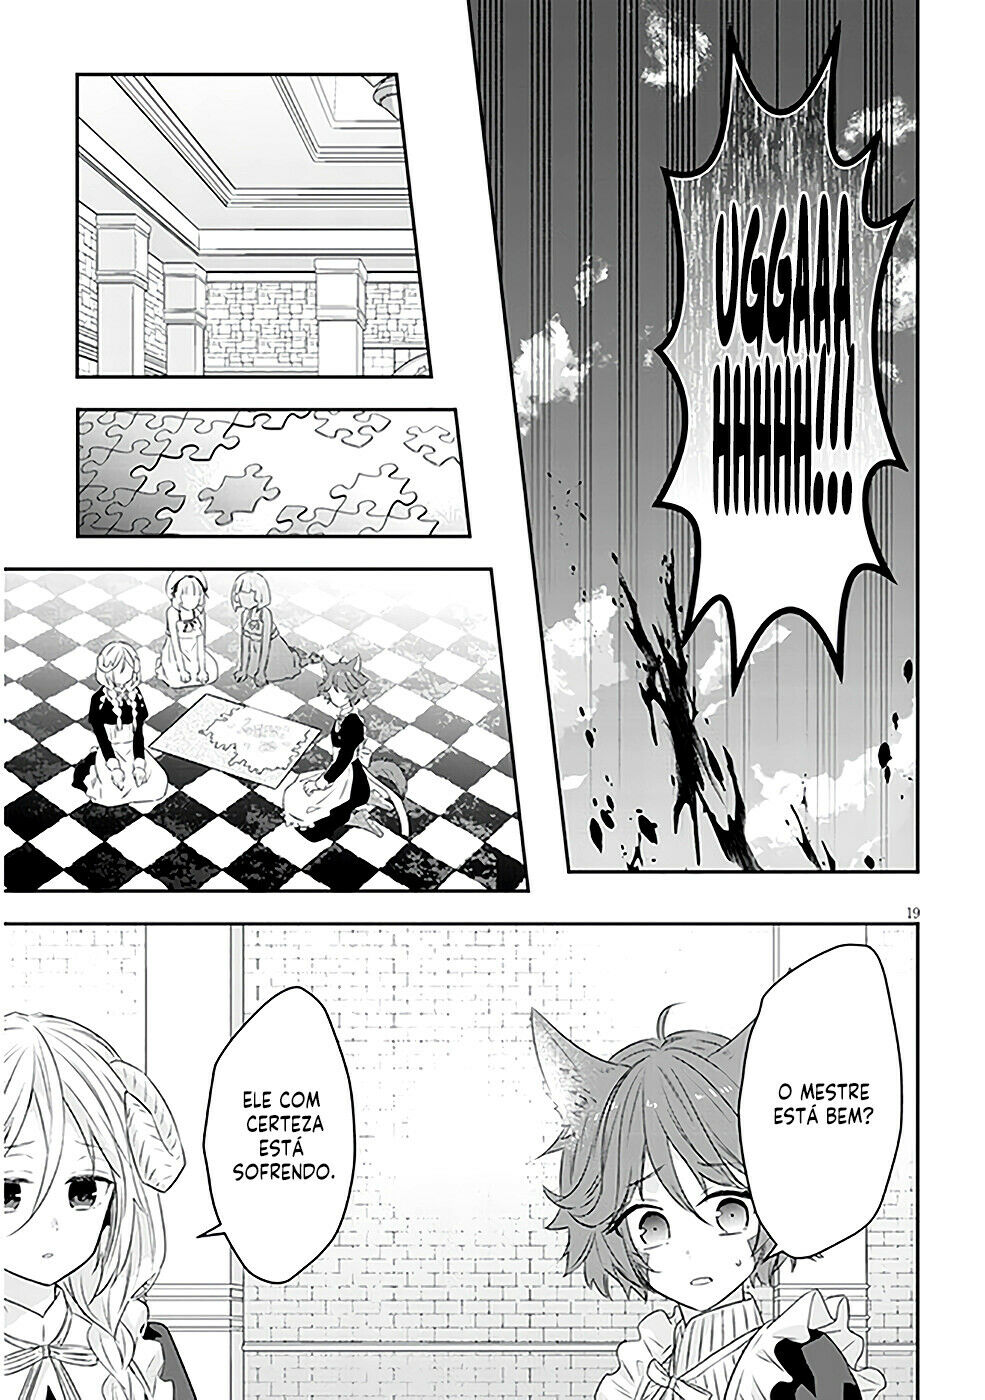 UGGAAA
HHHHH!!!...
19
O MESTRE
ESTÁ BEM?
ELE COM
CERTEZA
ESTÁ
SOFRENDO.